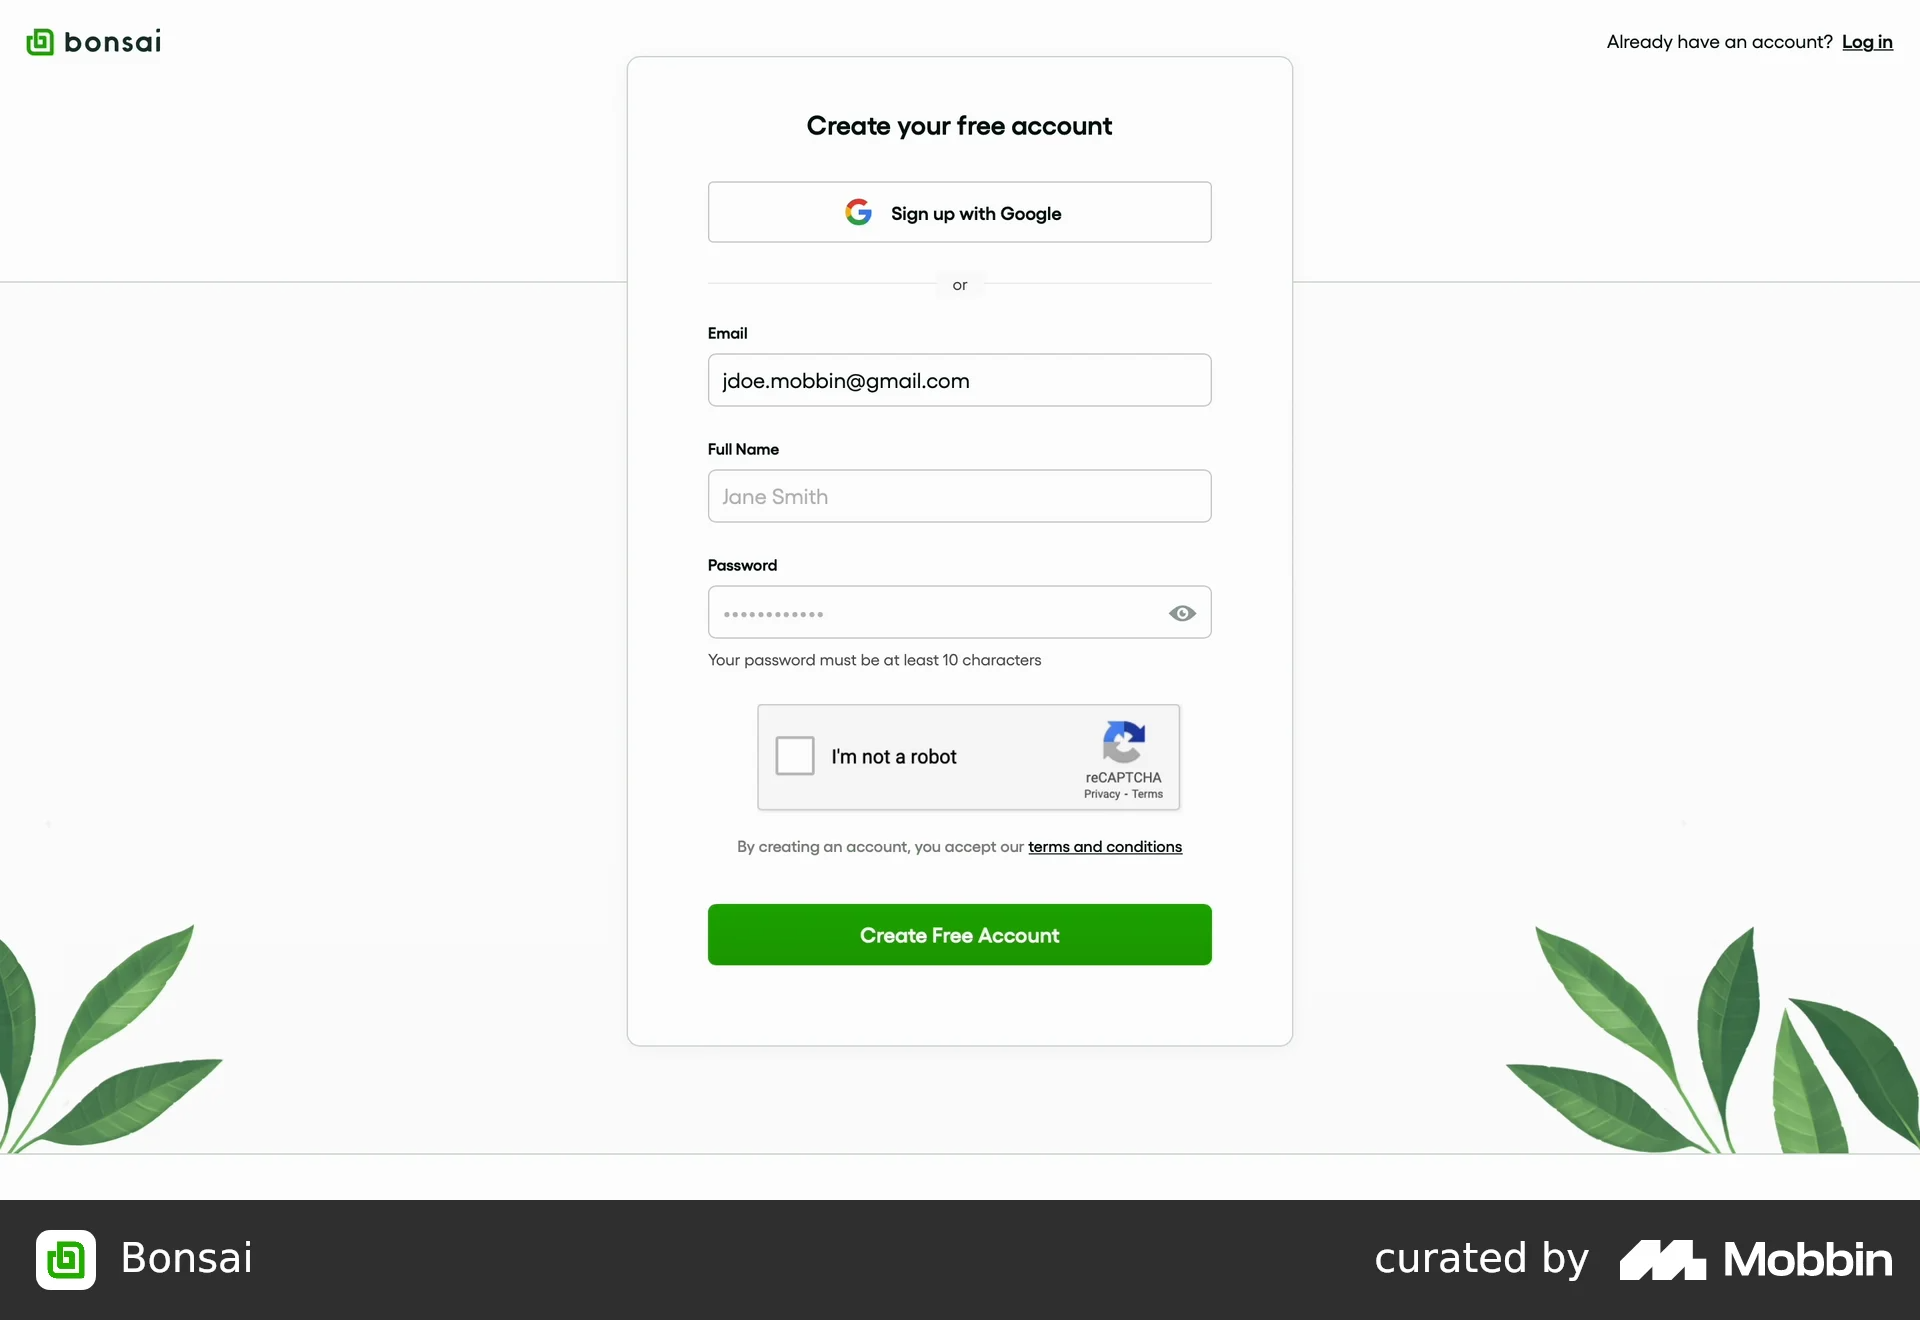 bonsai
Already have an account? Log in
Create your free account
Sign up with Google
or
Email
jdoe.mobbin@gmail.com
Full Name
Jane Smith
Password
••••••••••••
Your password must be at least 10 characters
I'm not a robot
reCAPTCHA
Privacy - Terms
By creating an account, you accept our terms and conditions
Create Free Account
Bonsai
curated by Mobbin